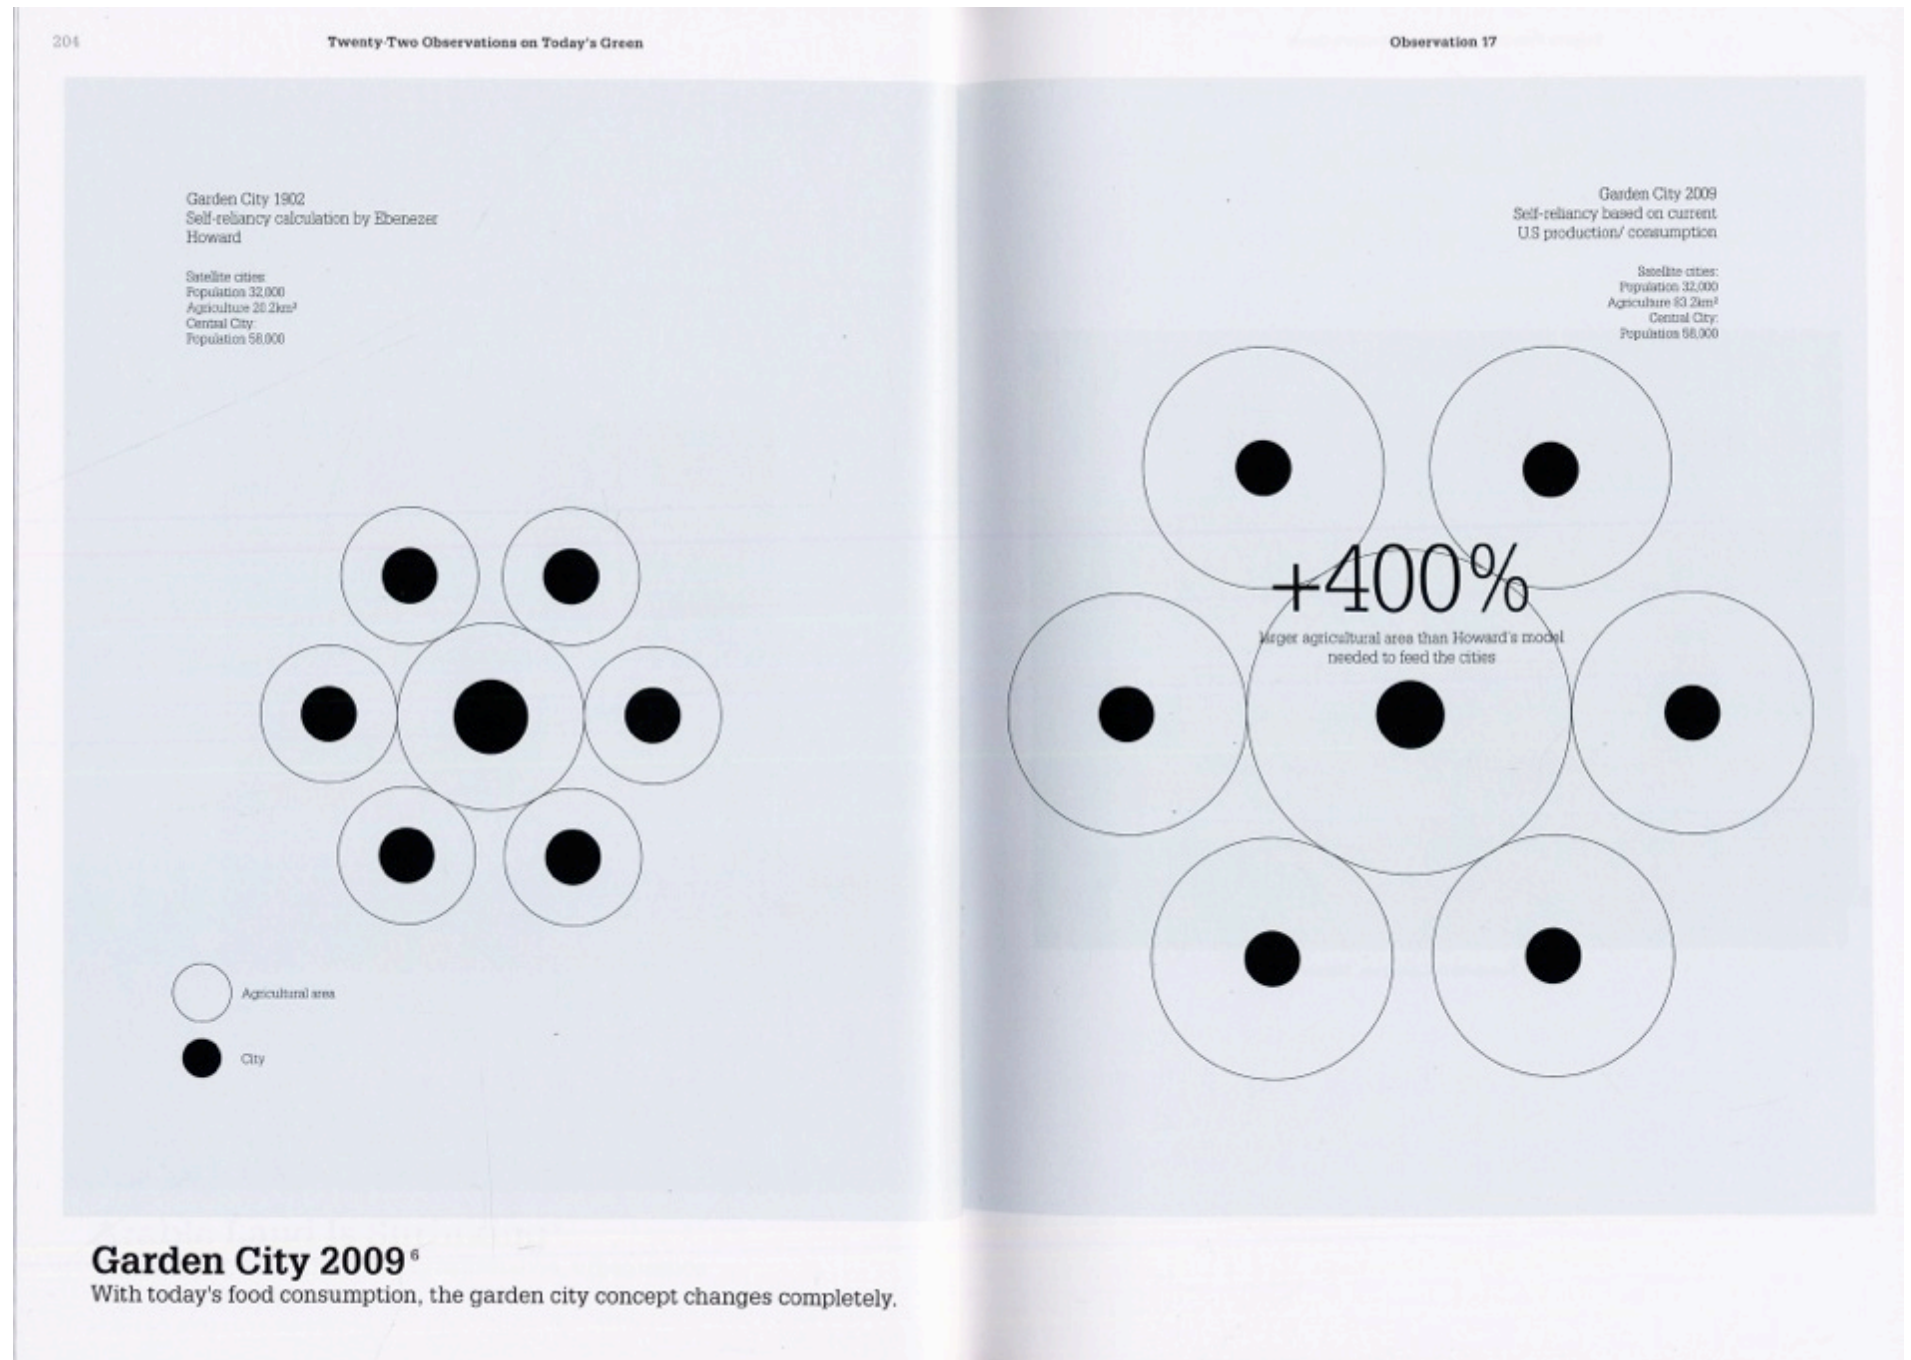 204
Twenty-Two Observations on Today's Green
Observation 17
Garden City 1902
Self-reliancy calculation by Ebenezer
Howard
Satellite cities:
Population 32,000
Agriculture 20.2km²
Central City:
Population 58,000
Garden City 2009
Self-reliancy based on current
U.S production/ consumption
Satellite cities:
Population 32,000
Agriculture 83.2km²
Central City:
Population 58,000
+400%
larger agricultural area than Howard's model
needed to feed the cities
Agricultural area
City
Garden City 2009⁶
With today's food consumption, the garden city concept changes completely.